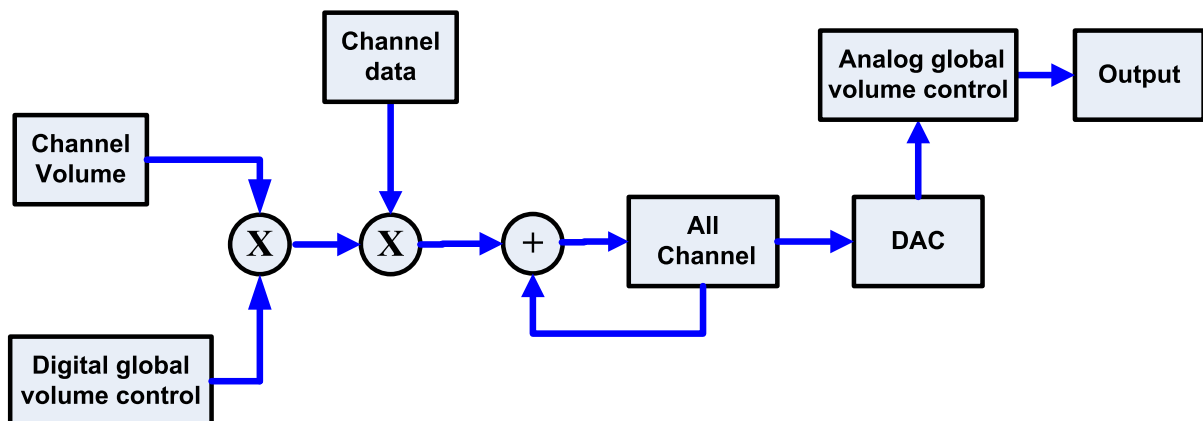 Channel
data
Analog global
volume control
Output
Channel
Volume
X
X
+
All
Channel
DAC
Digital global
volume control